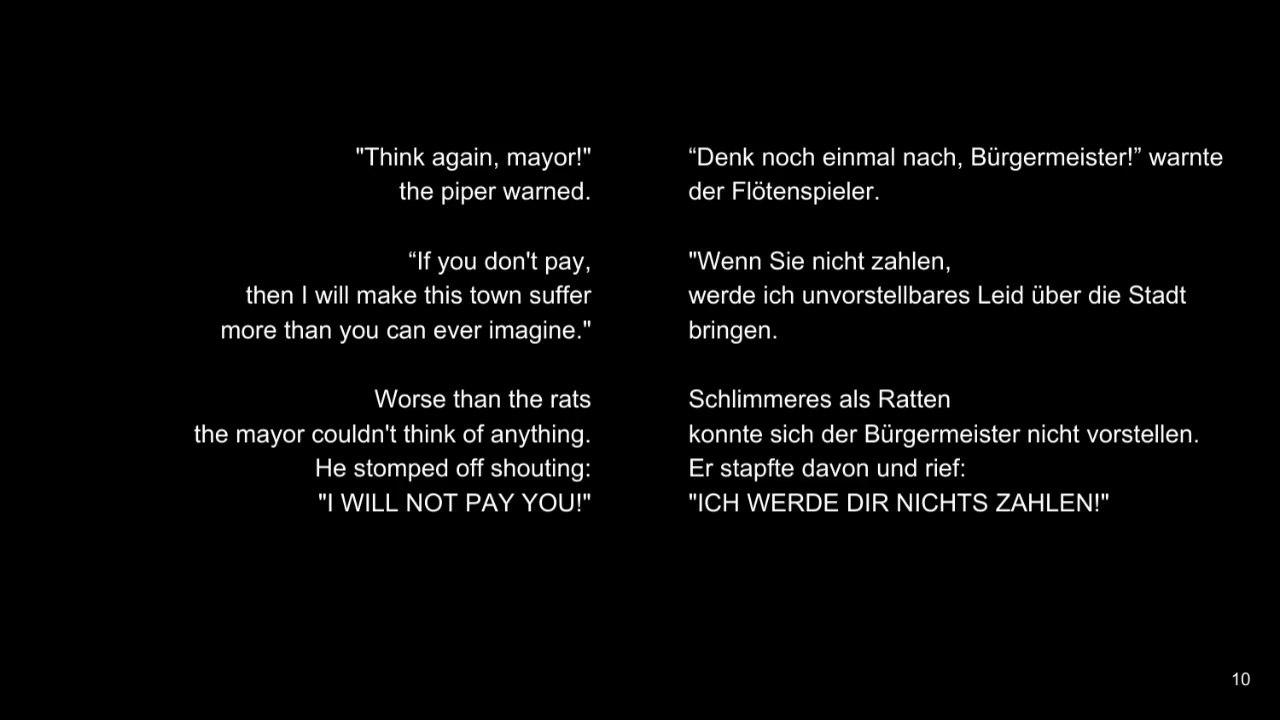 "Think again, mayor!"
the piper warned.
“If you don't pay,
then I will make this town suffer
more than you can ever imagine."
Worse than the rats
the mayor couldn't think of anything.
He stomped off shouting:
"I WILL NOT PAY YOU!"
“Denk noch einmal nach, Bürgermeister!” warnte
der Flötenspieler.
"Wenn Sie nicht zahlen,
werde ich unvorstellbares Leid über die Stadt
bringen.
Schlimmeres als Ratten
konnte sich der Bürgermeister nicht vorstellen.
Er stapfte davon und rief:
"ICH WERDE DIR NICHTS ZAHLEN!"
10